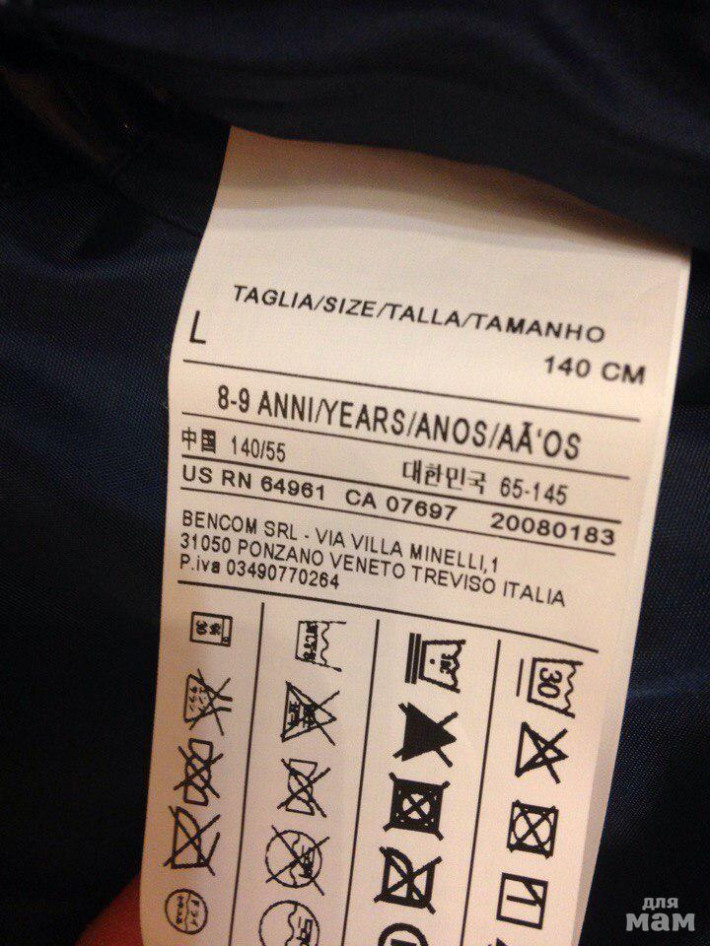 TAGLIA/SIZE/TALLA/TAMANHO
L 140 CM
8-9 ANNI/YEARS/ANOS/AÃ'OS
中国 140/55 대한민국 65-145
US RN 64961 CA 07697 20080183
BENCOM SRL - VIA VILLA MINELLI,1
31050 PONZANO VENETO TREVISO ITALIA
P.iva 03490770264
30
для
мам